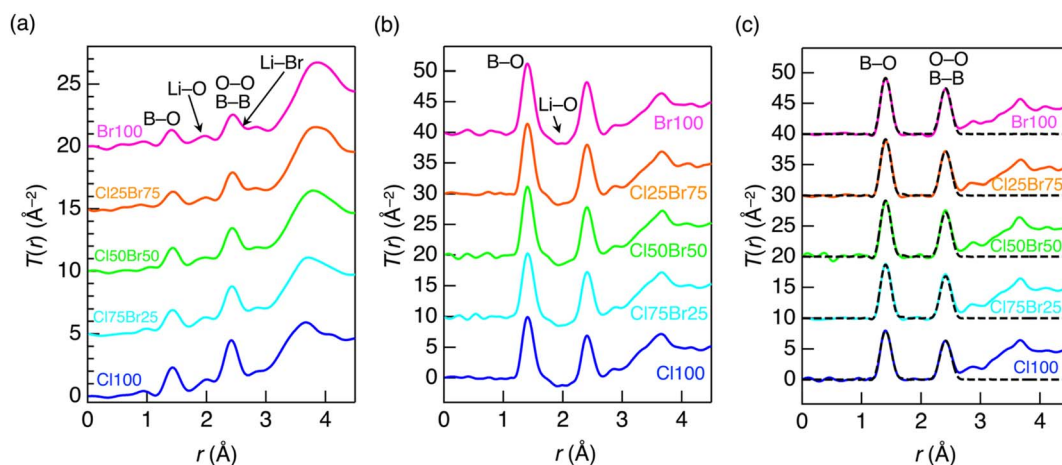 (a)
T(r) (Å⁻²)
25
20
15
10
5
0
B–O
Li–O
O–O
B–B
Li–Br
Br100
Cl25Br75
Cl50Br50
Cl75Br25
Cl100
0 1 2 3 4
r (Å)
(b)
T(r) (Å⁻²)
50
45
40
35
30
25
20
15
10
5
0
B–O
Li–O
Br100
Cl25Br75
Cl50Br50
Cl75Br25
Cl100
0 1 2 3 4
r (Å)
(c)
T(r) (Å⁻²)
50
45
40
35
30
25
20
15
10
5
0
B–O
O–O
B–B
Br100
Cl25Br75
Cl50Br50
Cl75Br25
Cl100
0 1 2 3 4
r (Å)